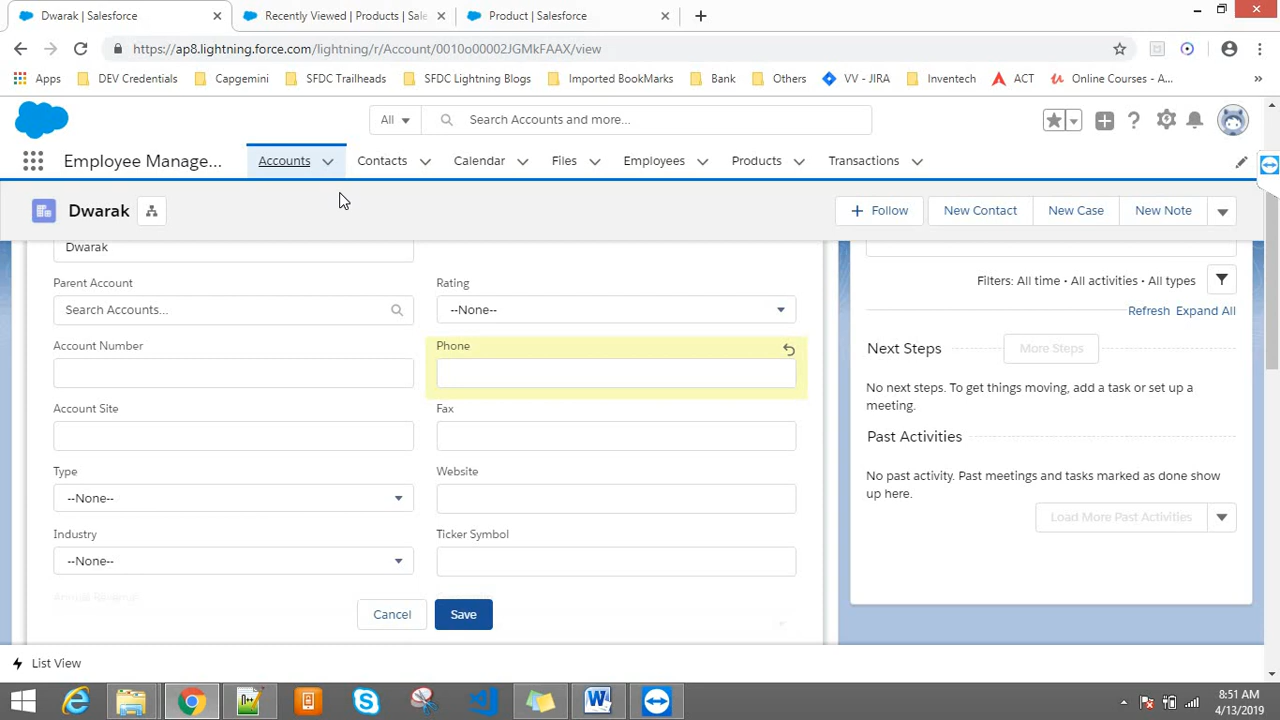 Dwarak | Salesforce
Recently Viewed | Products | Sale
Product | Salesforce
https://ap8.lightning.force.com/lightning/r/Account/0010o00002JGMkFAAX/view
Apps DEV Credentials Capgemini SFDC Trailheads SFDC Lightning Blogs Imported BookMarks Bank Others VV - JIRA Inventech ACT Online Courses - A... »
All Search Accounts and more...
Employee Manage... Accounts Contacts Calendar Files Employees Products Transactions
Dwarak + Follow New Contact New Case New Note
Dwarak
Filters: All time • All activities • All types
Parent Account Rating
Search Accounts... --None--
Refresh Expand All
Account Number Phone
Next Steps More Steps
No next steps. To get things moving, add a task or set up a
meeting.
Account Site Fax
Past Activities
Type Website
No past activity. Past meetings and tasks marked as done show
up here.
--None--
Load More Past Activities
Industry Ticker Symbol
--None--
Annual Revenue
Cancel Save
List View
8:51 AM
4/13/2019